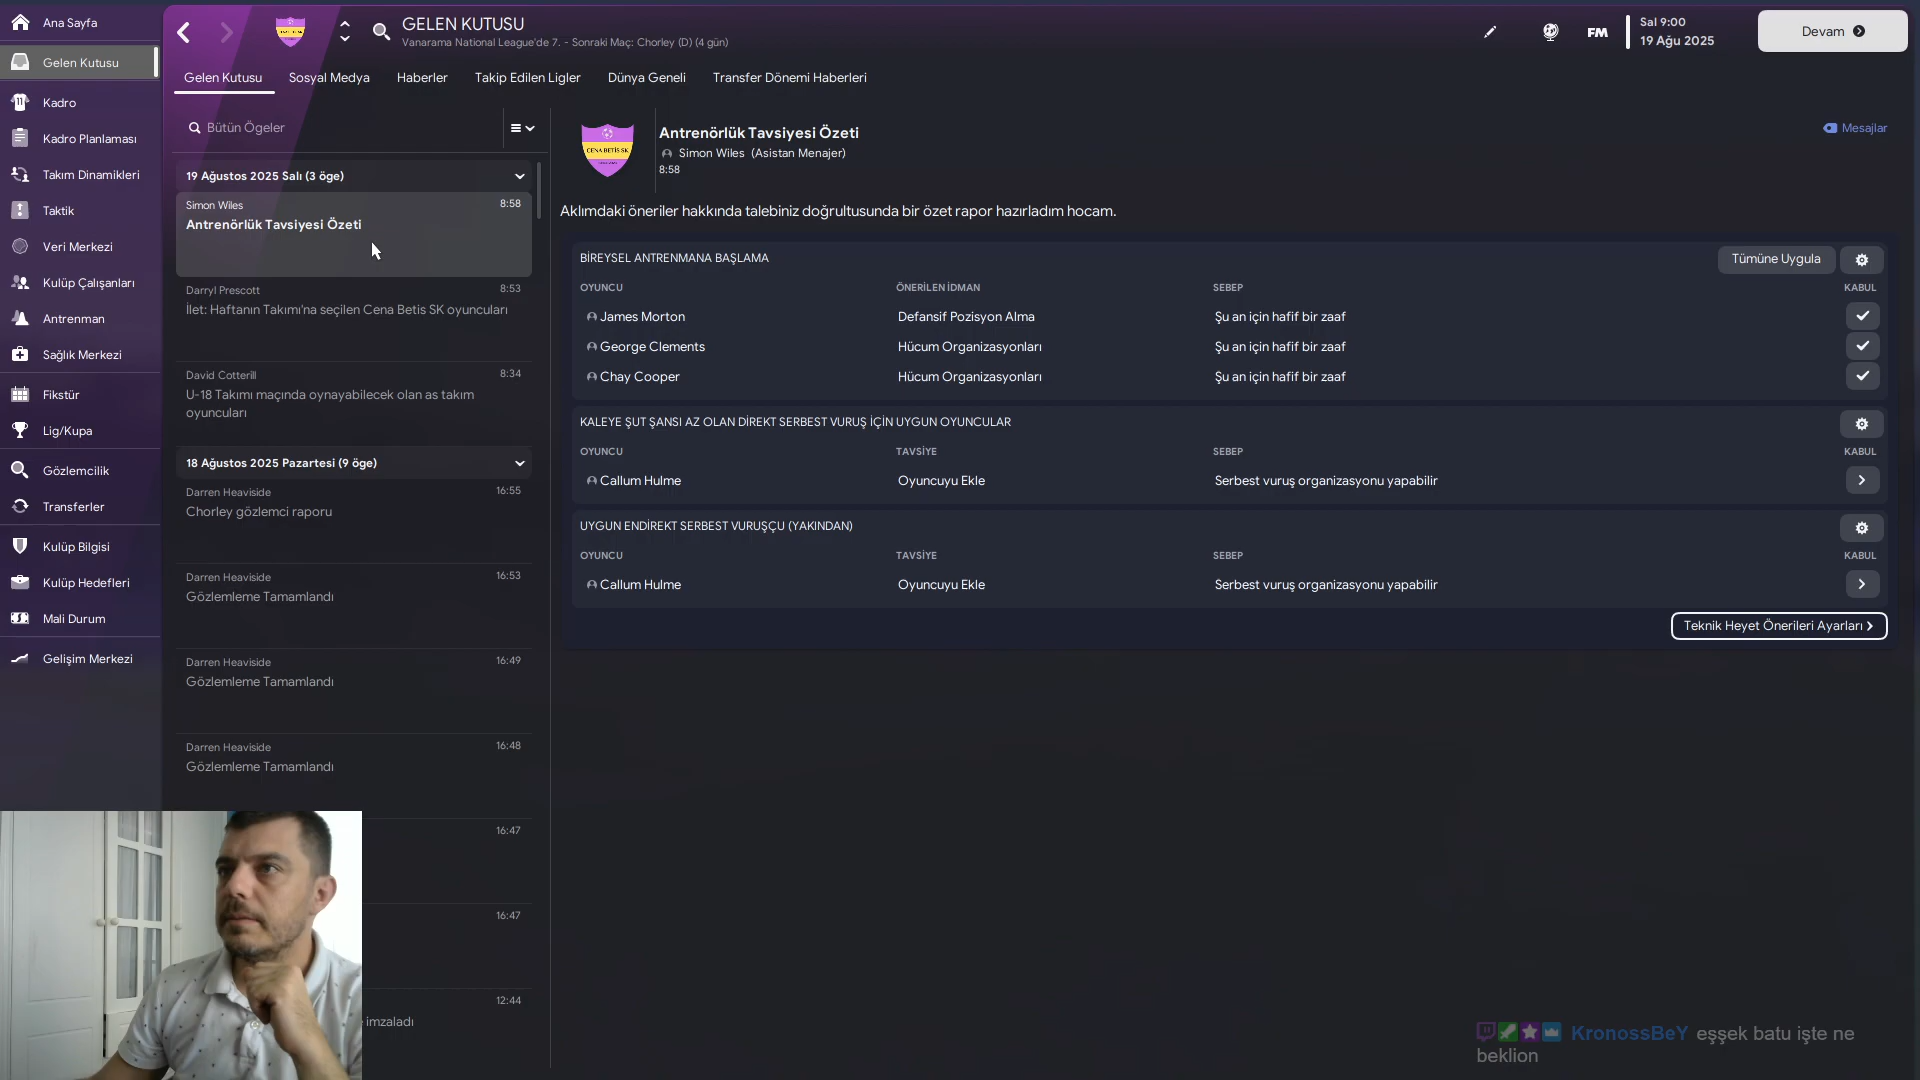 Ana Sayfa
Gelen Kutusu
Kadro
Kadro Planlaması
Takım Dinamikleri
Taktik
Veri Merkezi
Kulüp Çalışanları
Antrenman
Sağlık Merkezi
Fikstür
Lig/Kupa
Gözlemcilik
Transferler
Kulüp Bilgisi
Kulüp Hedefleri
Mali Durum
Gelişim Merkezi
GELEN KUTUSU
Vanarama National League'de 7. - Sonraki Maç: Chorley (D) (4 gün)
FM
Sal 9:00
19 Ağu 2025
Devam
Gelen Kutusu
Sosyal Medya
Haberler
Takip Edilen Ligler
Dünya Geneli
Transfer Dönemi Haberleri
Bütün Ögeler
19 Ağustos 2025 Salı (3 öge)
Simon Wiles 8:58
Antrenörlük Tavsiyesi Özeti
Darryl Prescott 8:53
İlet: Haftanın Takımı'na seçilen Cena Betis SK oyuncuları
David Cotterill 8:34
U-18 Takımı maçında oynayabilecek olan as takım
oyuncuları
18 Ağustos 2025 Pazartesi (9 öge)
Darren Heaviside 16:55
Chorley gözlemci raporu
Darren Heaviside 16:53
Gözlemleme Tamamlandı
Darren Heaviside 16:49
Gözlemleme Tamamlandı
Darren Heaviside 16:48
Gözlemleme Tamamlandı
16:47
16:47
12:44
imzaladı
CENA BETİS SK
Antrenörlük Tavsiyesi Özeti
Simon Wiles (Asistan Menajer)
8:58
Mesajlar
Aklımdaki öneriler hakkında talebiniz doğrultusunda bir özet rapor hazırladım hocam.
BİREYSEL ANTRENMANA BAŞLAMA Tümüne Uygula
OYUNCU ÖNERİLEN İDMAN SEBEP KABUL
James Morton Defansif Pozisyon Alma Şu an için hafif bir zaaf
George Clements Hücum Organizasyonları Şu an için hafif bir zaaf
Chay Cooper Hücum Organizasyonları Şu an için hafif bir zaaf
KALEYE ŞUT ŞANSI AZ OLAN DİREKT SERBEST VURUŞ İÇİN UYGUN OYUNCULAR
OYUNCU TAVSİYE SEBEP KABUL
Callum Hulme Oyuncuyu Ekle Serbest vuruş organizasyonu yapabilir
UYGUN ENDİREKT SERBEST VURUŞÇU (YAKINDAN)
OYUNCU TAVSİYE SEBEP KABUL
Callum Hulme Oyuncuyu Ekle Serbest vuruş organizasyonu yapabilir
Teknik Heyet Önerileri Ayarları
KronossBeY eşşek batu işte ne
beklion